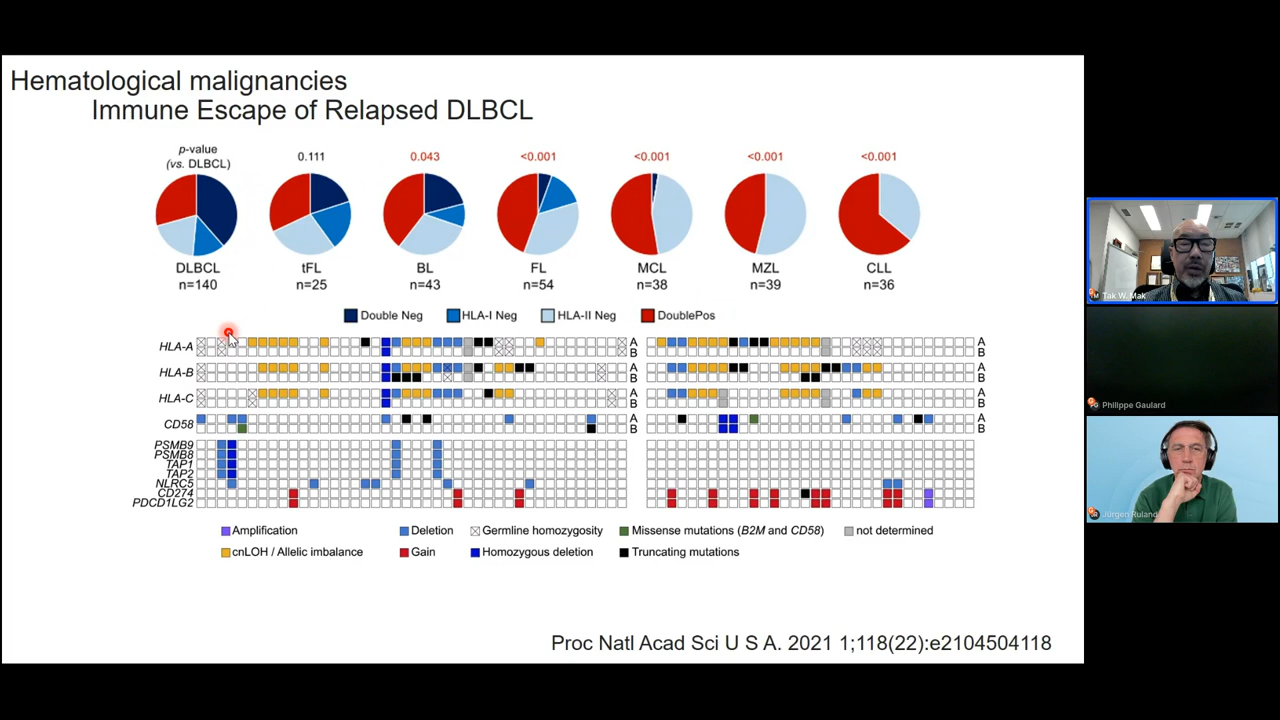 Hematological malignancies
Immune Escape of Relapsed DLBCL
p-value
(vs. DLBCL)
0.111
0.043
<0.001
<0.001
<0.001
<0.001
DLBCL
n=140
tFL
n=25
BL
n=43
FL
n=54
MCL
n=38
MZL
n=39
CLL
n=36
Double Neg
HLA-I Neg
HLA-II Neg
DoublePos
HLA-A
A
B
A
B
HLA-B
A
B
A
B
HLA-C
A
B
A
B
CD58
A
B
A
B
PSMB9
PSMB8
TAP1
TAP2
NLRC5
CD274
PDCD1LG2
Amplification
Deletion
Germline homozygosity
Missense mutations (B2M and CD58)
not determined
cnLOH / Allelic imbalance
Gain
Homozygous deletion
Truncating mutations
Proc Natl Acad Sci U S A. 2021 1;118(22):e2104504118
Tak W. Mak
Philippe Gaulard
Jürgen Ruland